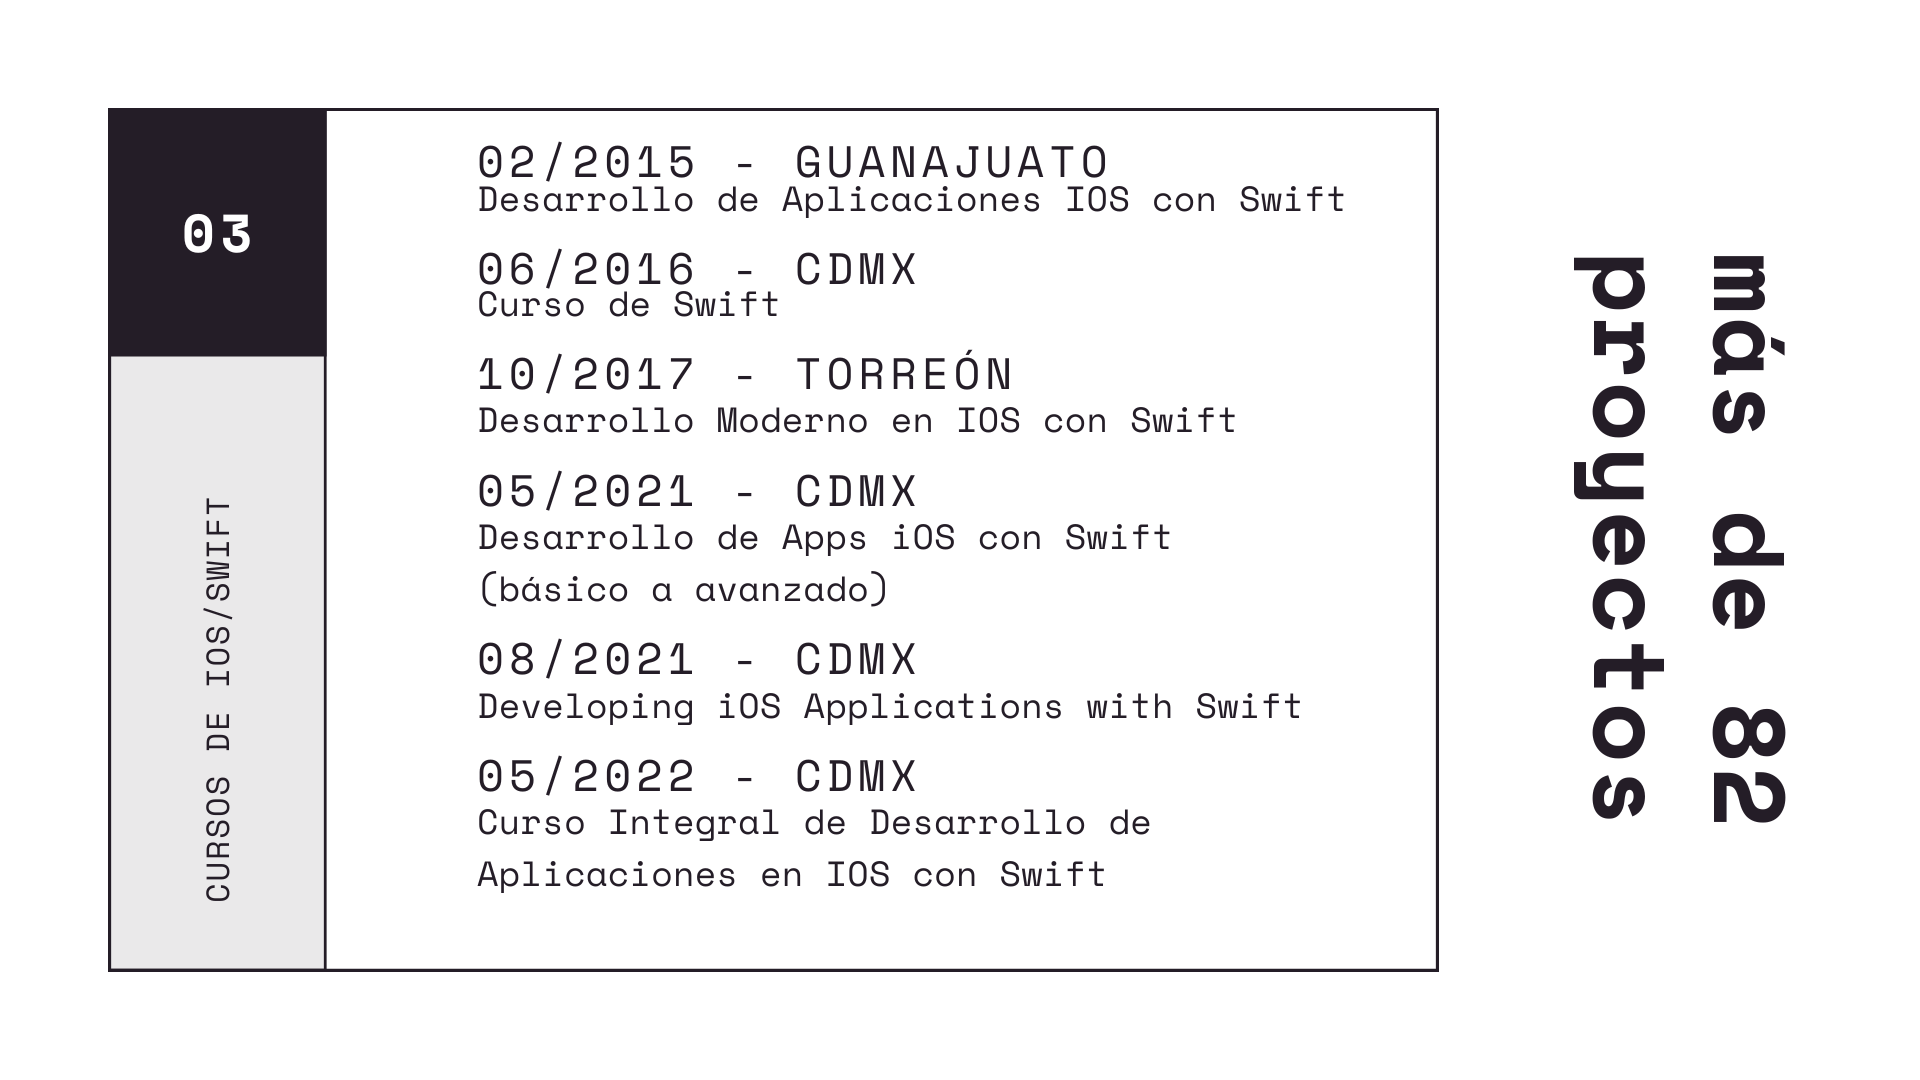 03
CURSOS DE IOS/SWIFT
02/2015 - GUANAJUATO
Desarrollo de Aplicaciones IOS con Swift
06/2016 - CDMX
Curso de Swift
10/2017 - TORREÓN
Desarrollo Moderno en IOS con Swift
05/2021 - CDMX
Desarrollo de Apps iOS con Swift
(básico a avanzado)
08/2021 - CDMX
Developing iOS Applications with Swift
05/2022 - CDMX
Curso Integral de Desarrollo de
Aplicaciones en IOS con Swift
más de 82
proyectos